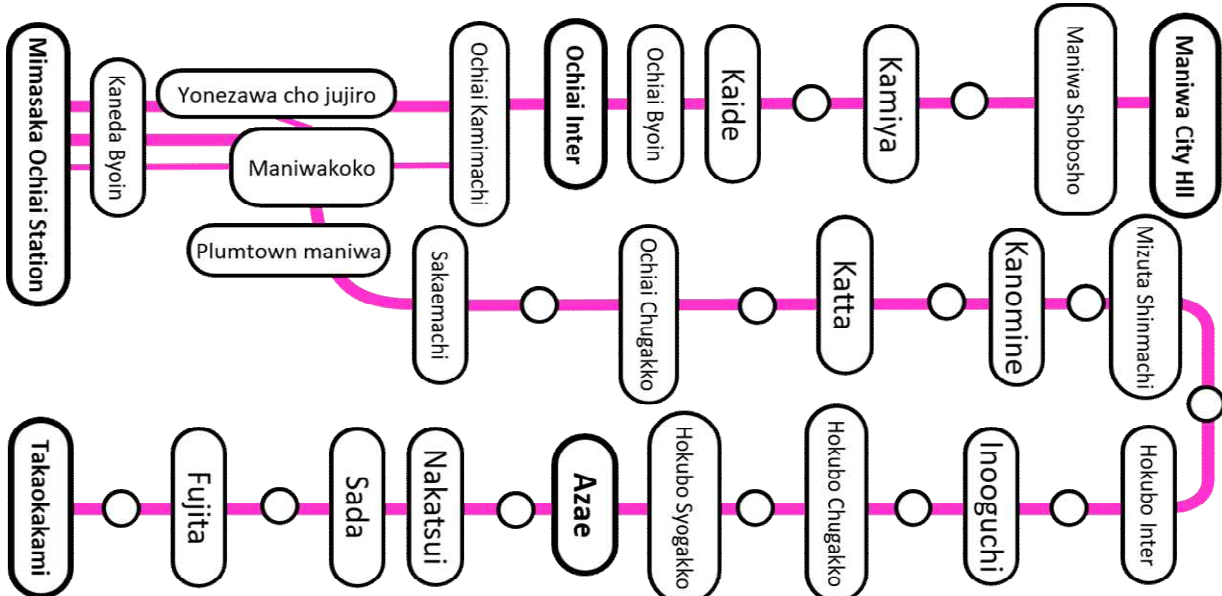 Mimasaka Ochiai Station
Kaneda Byoin
Yonezawa cho jujiro
Maniwakoko
Plumtown maniwa
Ochiai Kamimachi
Ochiai Inter
Ochiai Byoin
Kaide
Kamiya
Maniwa Shobosho
Maniwa City Hll
Sakaemachi
Ochiai Chugakko
Katta
Kanomine
Mizuta Shinmachi
Takaokakami
Fujita
Sada
Nakatsui
Azae
Hokubo Syogakko
Hokubo Chugakko
Inooguchi
Hokubo Inter